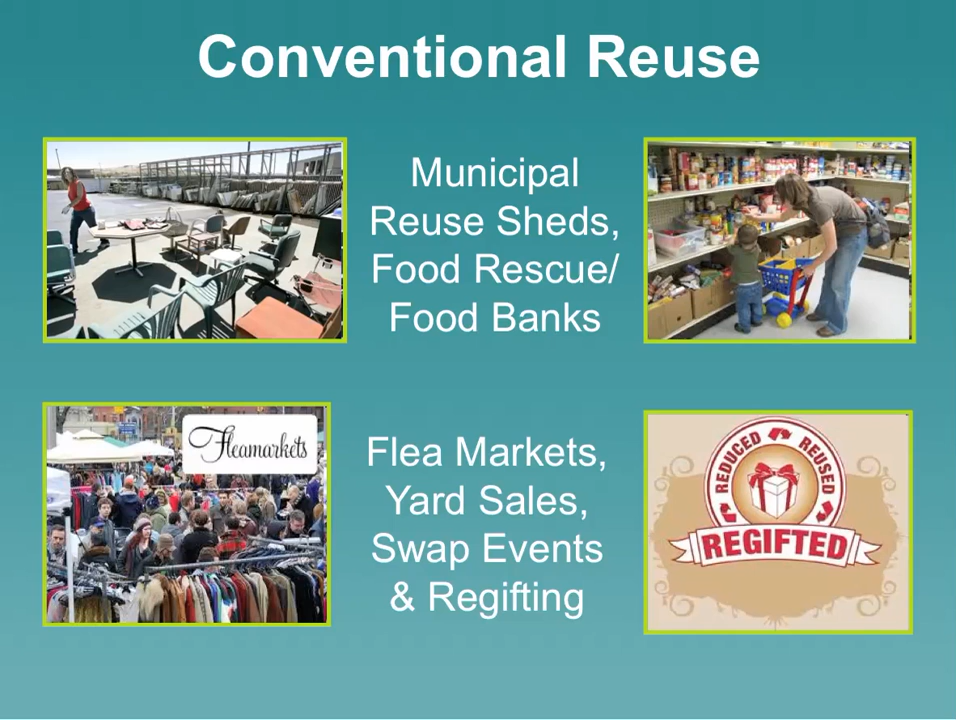 Conventional Reuse
Municipal
Reuse Sheds,
Food Rescue/
Food Banks
Fleamarkets
Flea Markets,
Yard Sales,
Swap Events
& Regifting
REDUCED REUSED
REGIFTED